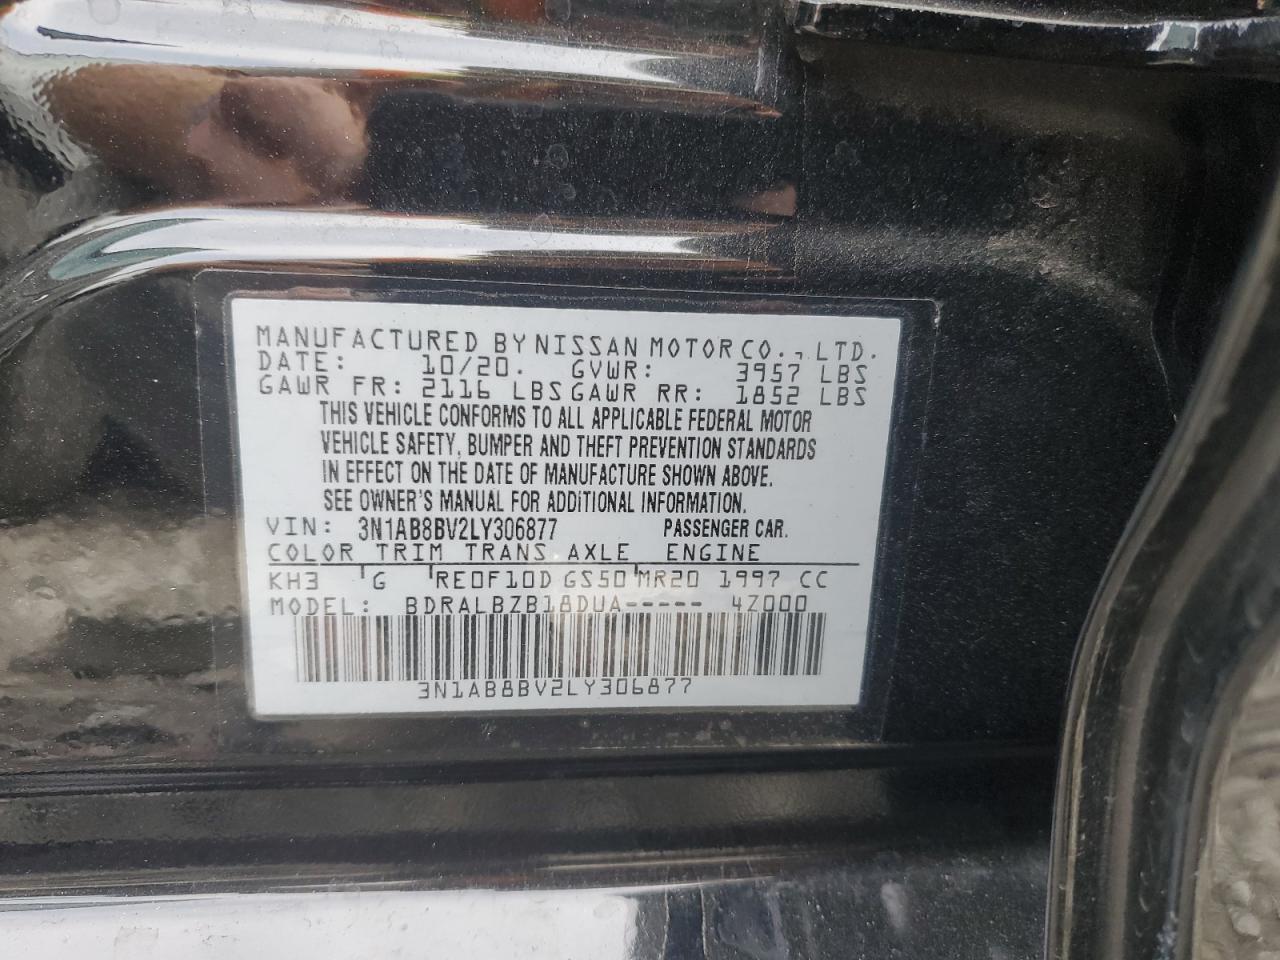 MANUFACTURED BY NISSAN MOTOR CO., LTD.
DATE: 10/20. GVWR: 3957 LBS
GAWR FR: 2116 LBS GAWR RR: 1852 LBS
THIS VEHICLE CONFORMS TO ALL APPLICABLE FEDERAL MOTOR
VEHICLE SAFETY, BUMPER AND THEFT PREVENTION STANDARDS
IN EFFECT ON THE DATE OF MANUFACTURE SHOWN ABOVE.
SEE OWNER'S MANUAL FOR ADDITIONAL INFORMATION.
VIN: 3N1AB8BV2LY306877 PASSENGER CAR.
COLOR TRIM TRANS AXLE ENGINE
KH3 G RE0F10D GS50 MR20 1997 CC
MODEL: BDRALBZB18DUA----- 4Z000
3N1AB8BV2LY306877